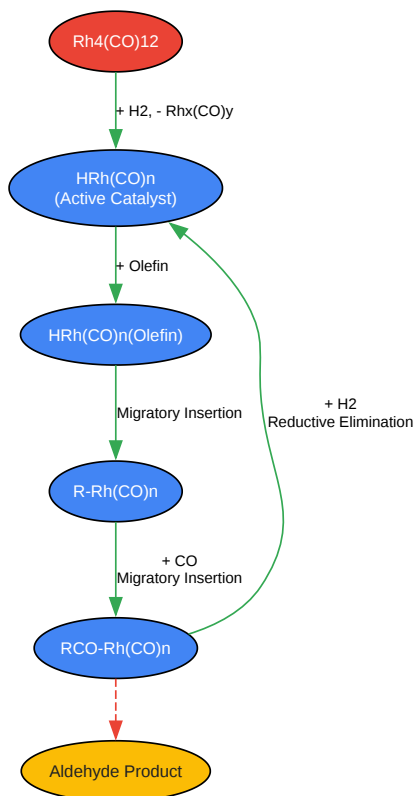 Rh4(CO)12
+ H2, - Rhx(CO)y
HRh(CO)n
(Active Catalyst)
+ Olefin
HRh(CO)n(Olefin)
+ H2
Reductive Elimination
Migratory Insertion
R-Rh(CO)n
+ CO
Migratory Insertion
RCO-Rh(CO)n
Aldehyde Product